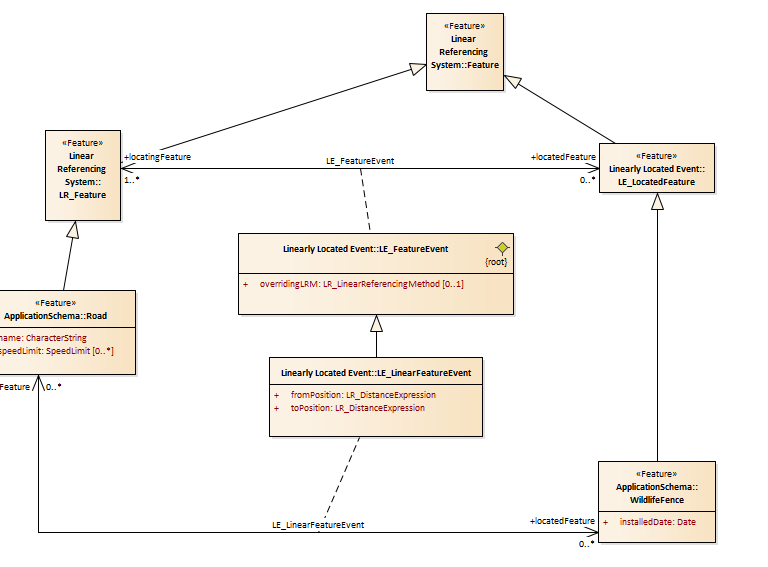 «Feature»
Linear
Referencing
System::Feature
«Feature»
Linear
Referencing
System::
LR_Feature
+locatingFeature
1..*
LE_FeatureEvent
+locatedFeature
0..*
«Feature»
Linearly Located Event::
LE_LocatedFeature
Linearly Located Event::LE_FeatureEvent
{root}
+ overridingLRM: LR_LinearReferencingMethod [0..1]
«Feature»
ApplicationSchema::Road
name: CharacterString
speedLimit: SpeedLimit [0..*]
Linearly Located Event::LE_LinearFeatureEvent
+ fromPosition: LR_DistanceExpression
+ toPosition: LR_DistanceExpression
Feature
0..*
«Feature»
ApplicationSchema::
WildlifeFence
+ installedDate: Date
LE_LinearFeatureEvent
+locatedFeature
0..*